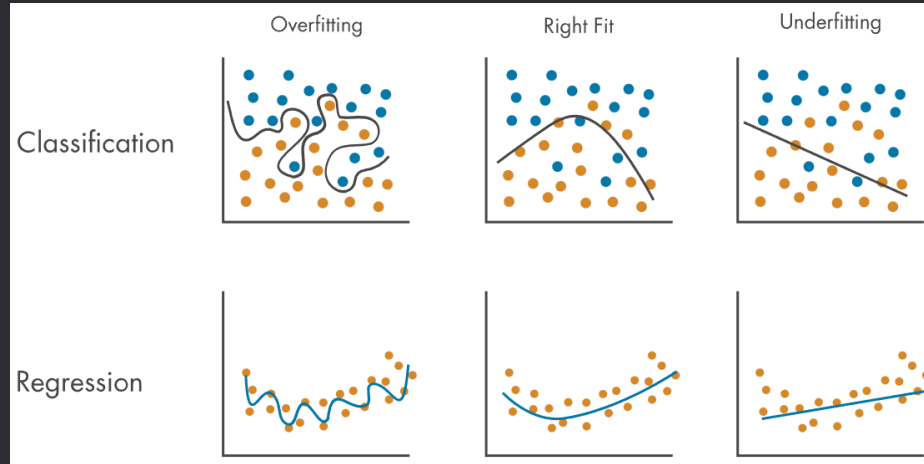 Overfitting
Right Fit
Underfitting
Classification
Regression